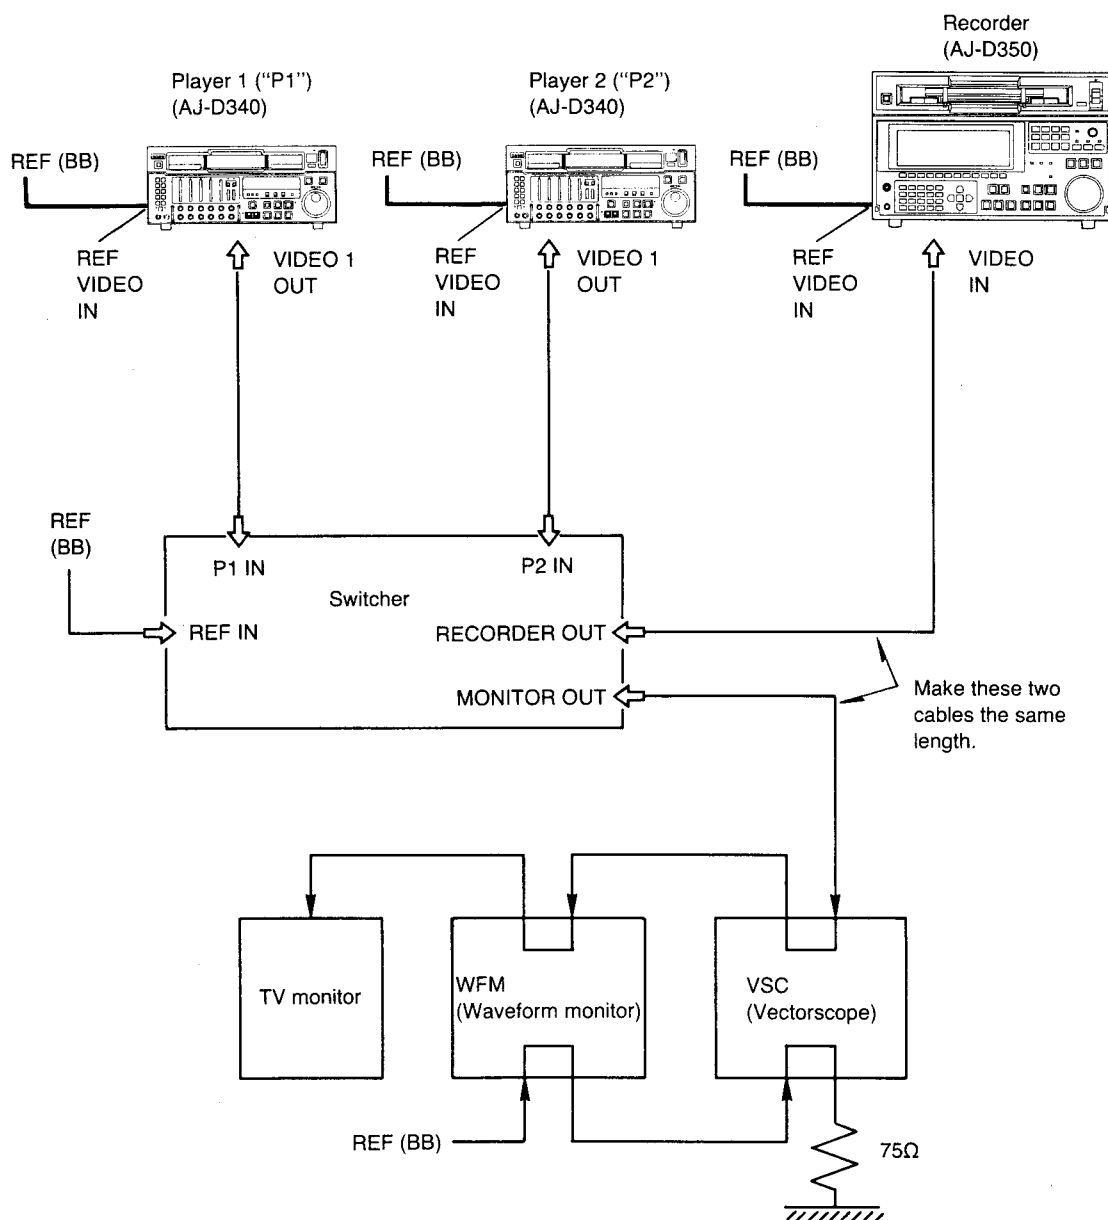 Recorder
(AJ-D350)
Player 1 ("P1")
(AJ-D340)
Player 2 ("P2")
(AJ-D340)
REF (BB)
REF (BB)
REF (BB)
REF
VIDEO
IN
VIDEO 1
OUT
REF
VIDEO
IN
VIDEO 1
OUT
REF
VIDEO
IN
VIDEO
IN
REF
(BB)
P1 IN
P2 IN
Switcher
REF IN
RECORDER OUT
MONITOR OUT
Make these two
cables the same
length.
TV monitor
WFM
(Waveform monitor)
VSC
(Vectorscope)
REF (BB)
75Ω